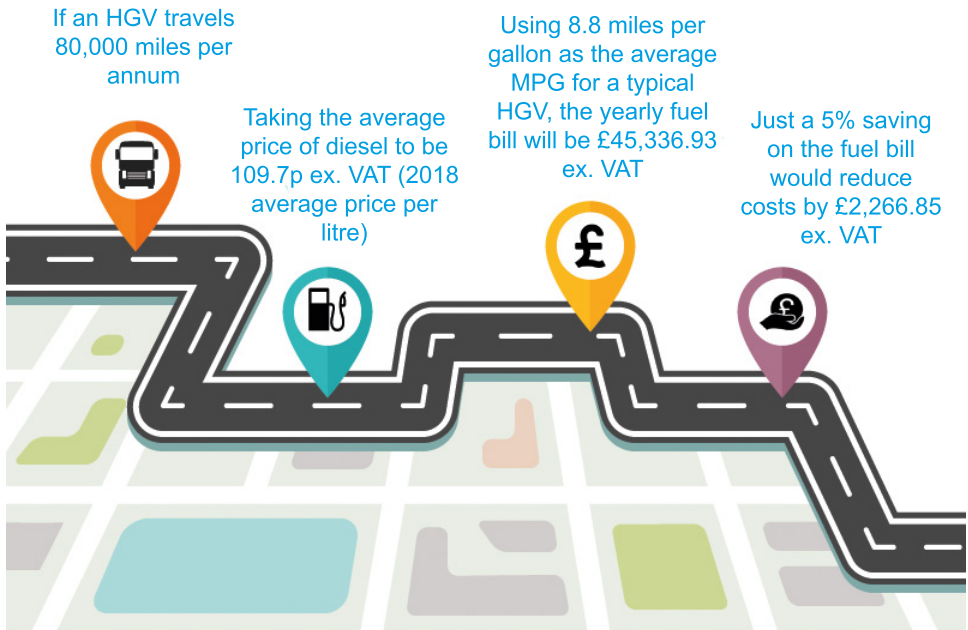 If an HGV travels
80,000 miles per
annum
Taking the average
price of diesel to be
109.7p ex. VAT (2018
average price per
litre)
Using 8.8 miles per
gallon as the average
MPG for a typical
HGV, the yearly fuel
bill will be £45,336.93
ex. VAT
Just a 5% saving
on the fuel bill
would reduce
costs by £2,266.85
ex. VAT
£
£